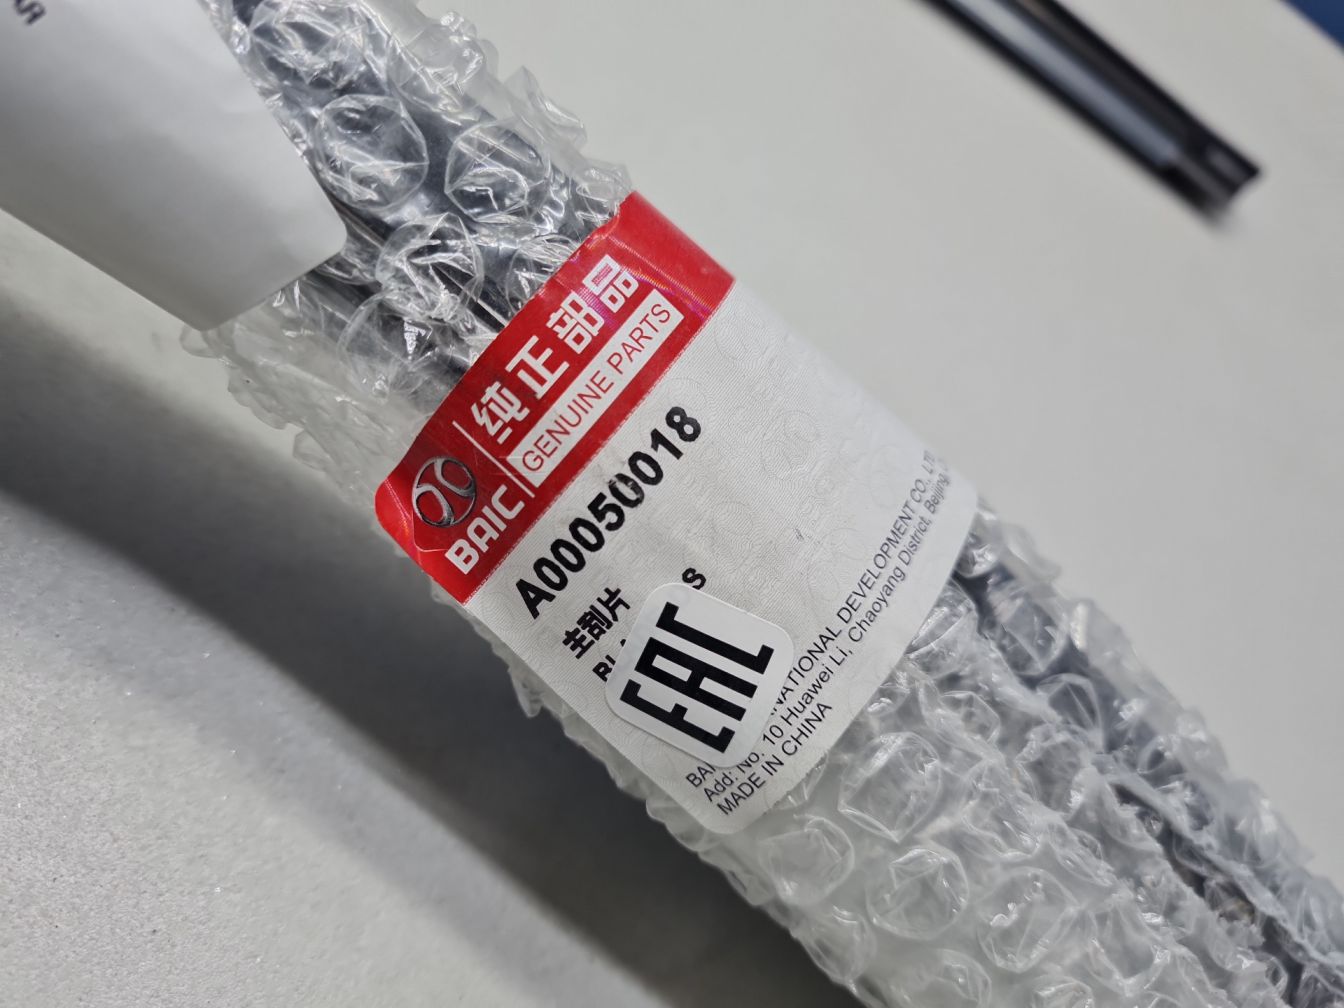 纯正部品
GENUINE PARTS
BAIC
A000500018
主刮片
EAC
NATIONAL DEVELOPMENT CO., LTD
Add: No. 10 Huawei Li, Chaoyang District, Beijing,
MADE IN CHINA